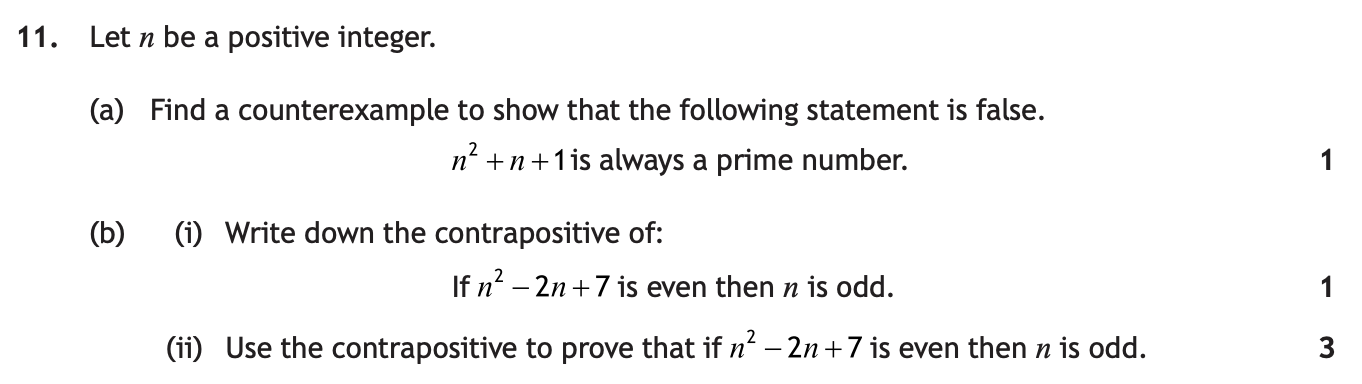 11. Let n be a positive integer.
(a) Find a counterexample to show that the following statement is false.
n² + n + 1 is always a prime number. 1
(b) (i) Write down the contrapositive of:
If n² − 2n + 7 is even then n is odd. 1
(ii) Use the contrapositive to prove that if n² − 2n + 7 is even then n is odd. 3